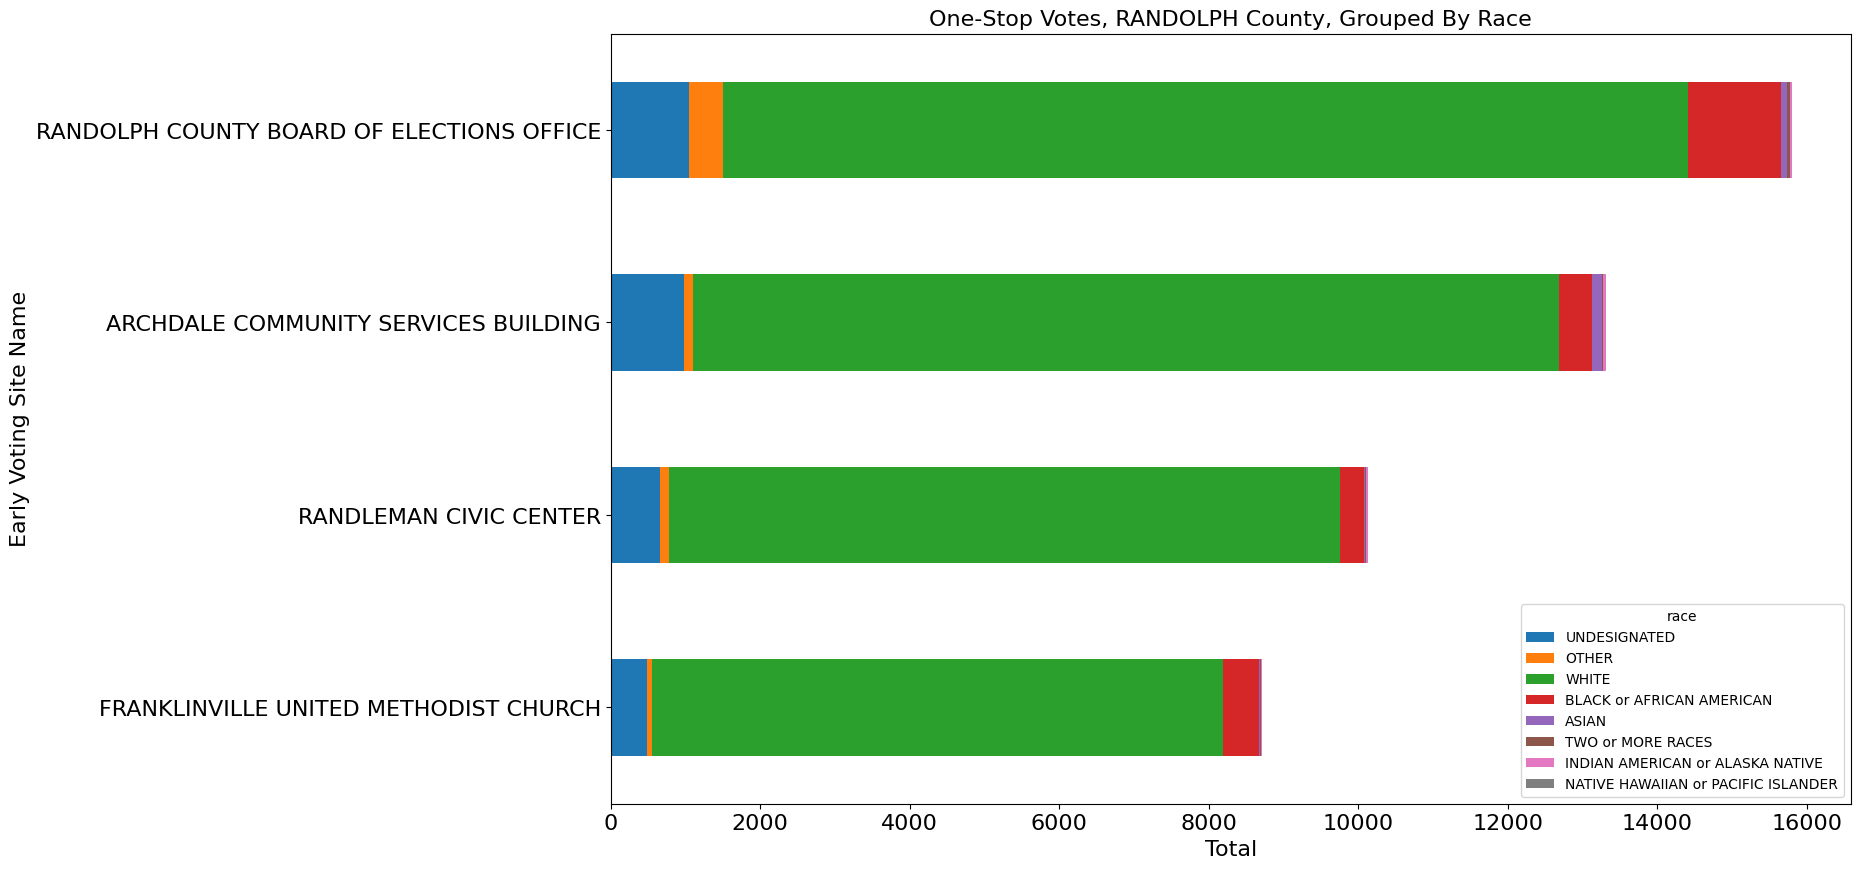 One-Stop Votes, RANDOLPH County, Grouped By Race
Early Voting Site Name
RANDOLPH COUNTY BOARD OF ELECTIONS OFFICE
ARCHDALE COMMUNITY SERVICES BUILDING
RANDLEMAN CIVIC CENTER
FRANKLINVILLE UNITED METHODIST CHURCH
race
UNDESIGNATED
OTHER
WHITE
BLACK or AFRICAN AMERICAN
ASIAN
TWO or MORE RACES
INDIAN AMERICAN or ALASKA NATIVE
NATIVE HAWAIIAN or PACIFIC ISLANDER
0 2000 4000 6000 8000 10000 12000 14000 16000
Total